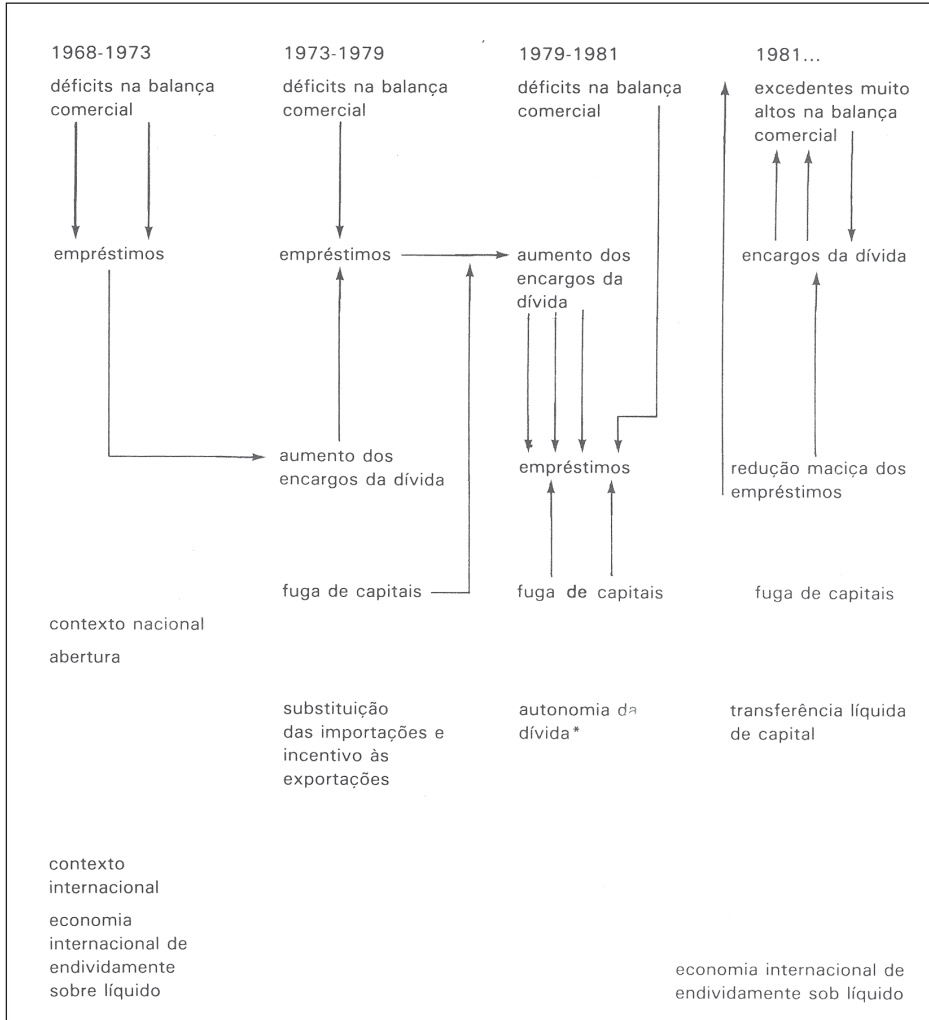 1968-1973
déficits na balança
comercial
empréstimos
contexto nacional
abertura
contexto
internacional
economia
internacional de
endividamente
sobre líquido
1973-1979
déficits na balança
comercial
empréstimos
aumento dos
encargos da dívida
fuga de capitais
substituição
das importações e
incentivo às
exportações
1979-1981
déficits na balança
comercial
aumento dos
encargos da
dívida
empréstimos
fuga de capitais
autonomia da
dívida*
1981...
excedentes muito
altos na balança
comercial
encargos da dívida
redução maciça dos
empréstimos
fuga de capitais
transferência líquida
de capital
economia internacional de
endividamente sob líquido